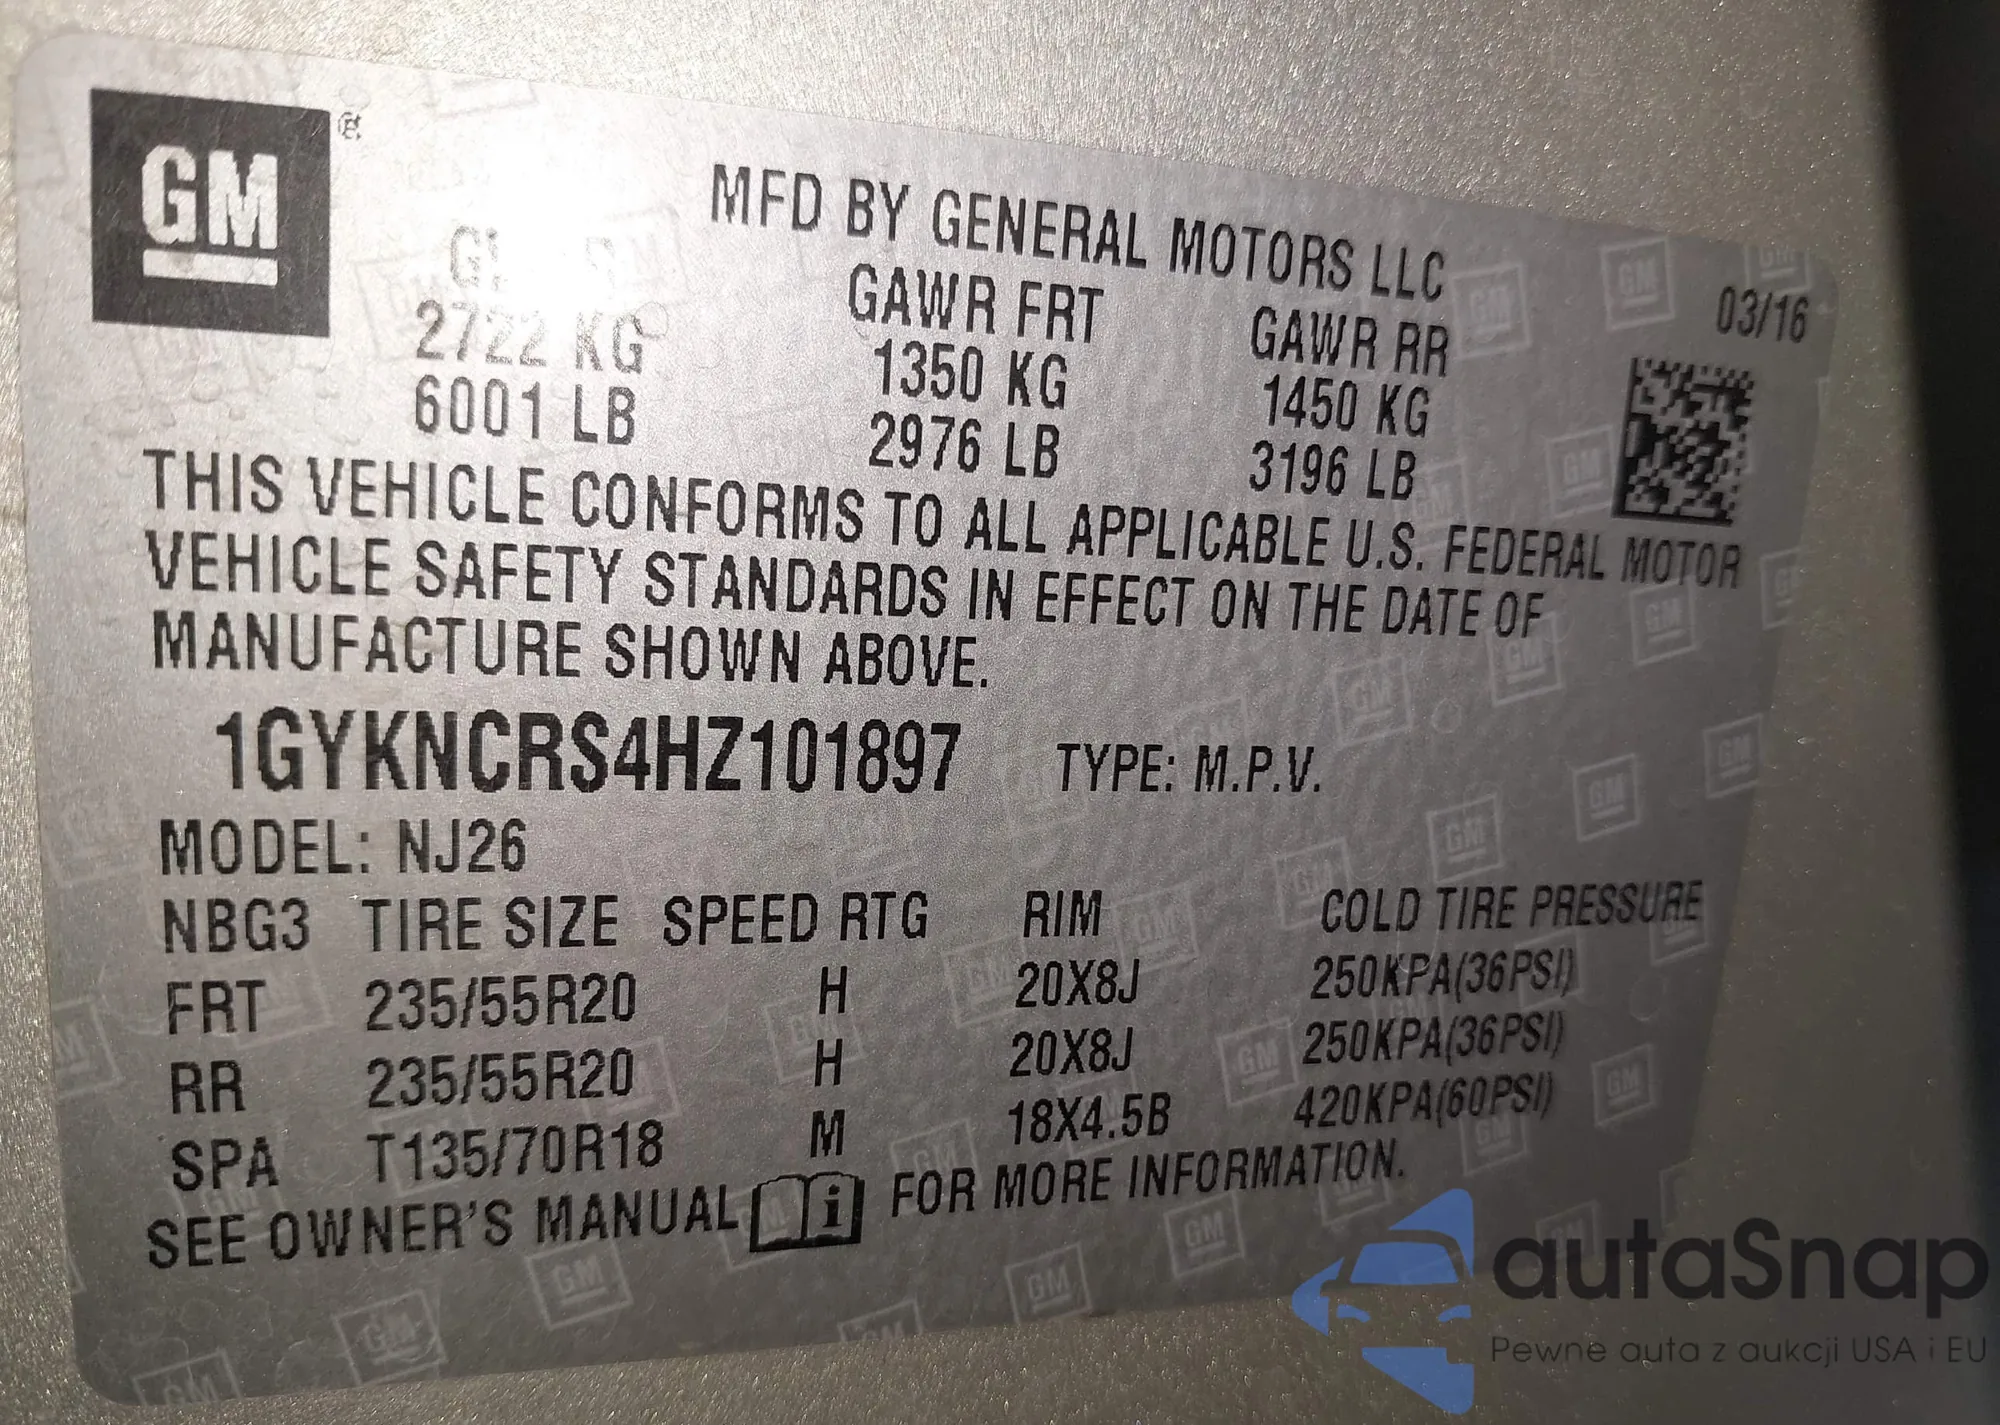 GM
MFD BY GENERAL MOTORS LLC
03/16
GAWR FRT GAWR RR
2722 KG 1350 KG 1450 KG
6001 LB 2976 LB 3196 LB
THIS VEHICLE CONFORMS TO ALL APPLICABLE U.S. FEDERAL MOTOR
VEHICLE SAFETY STANDARDS IN EFFECT ON THE DATE OF
MANUFACTURE SHOWN ABOVE.
1GYKNCRS4HZ101897 TYPE: M.P.V.
MODEL: NJ26
NBG3 TIRE SIZE SPEED RTG RIM COLD TIRE PRESSURE
FRT 235/55R20 H 20X8J 250KPA(36PSI)
RR 235/55R20 H 20X8J 250KPA(36PSI)
SPA T135/70R18 M 18X4.5B 420KPA(60PSI)
SEE OWNER'S MANUAL i FOR MORE INFORMATION.
autaSnap
Pewne auta z aukcji USA i EU